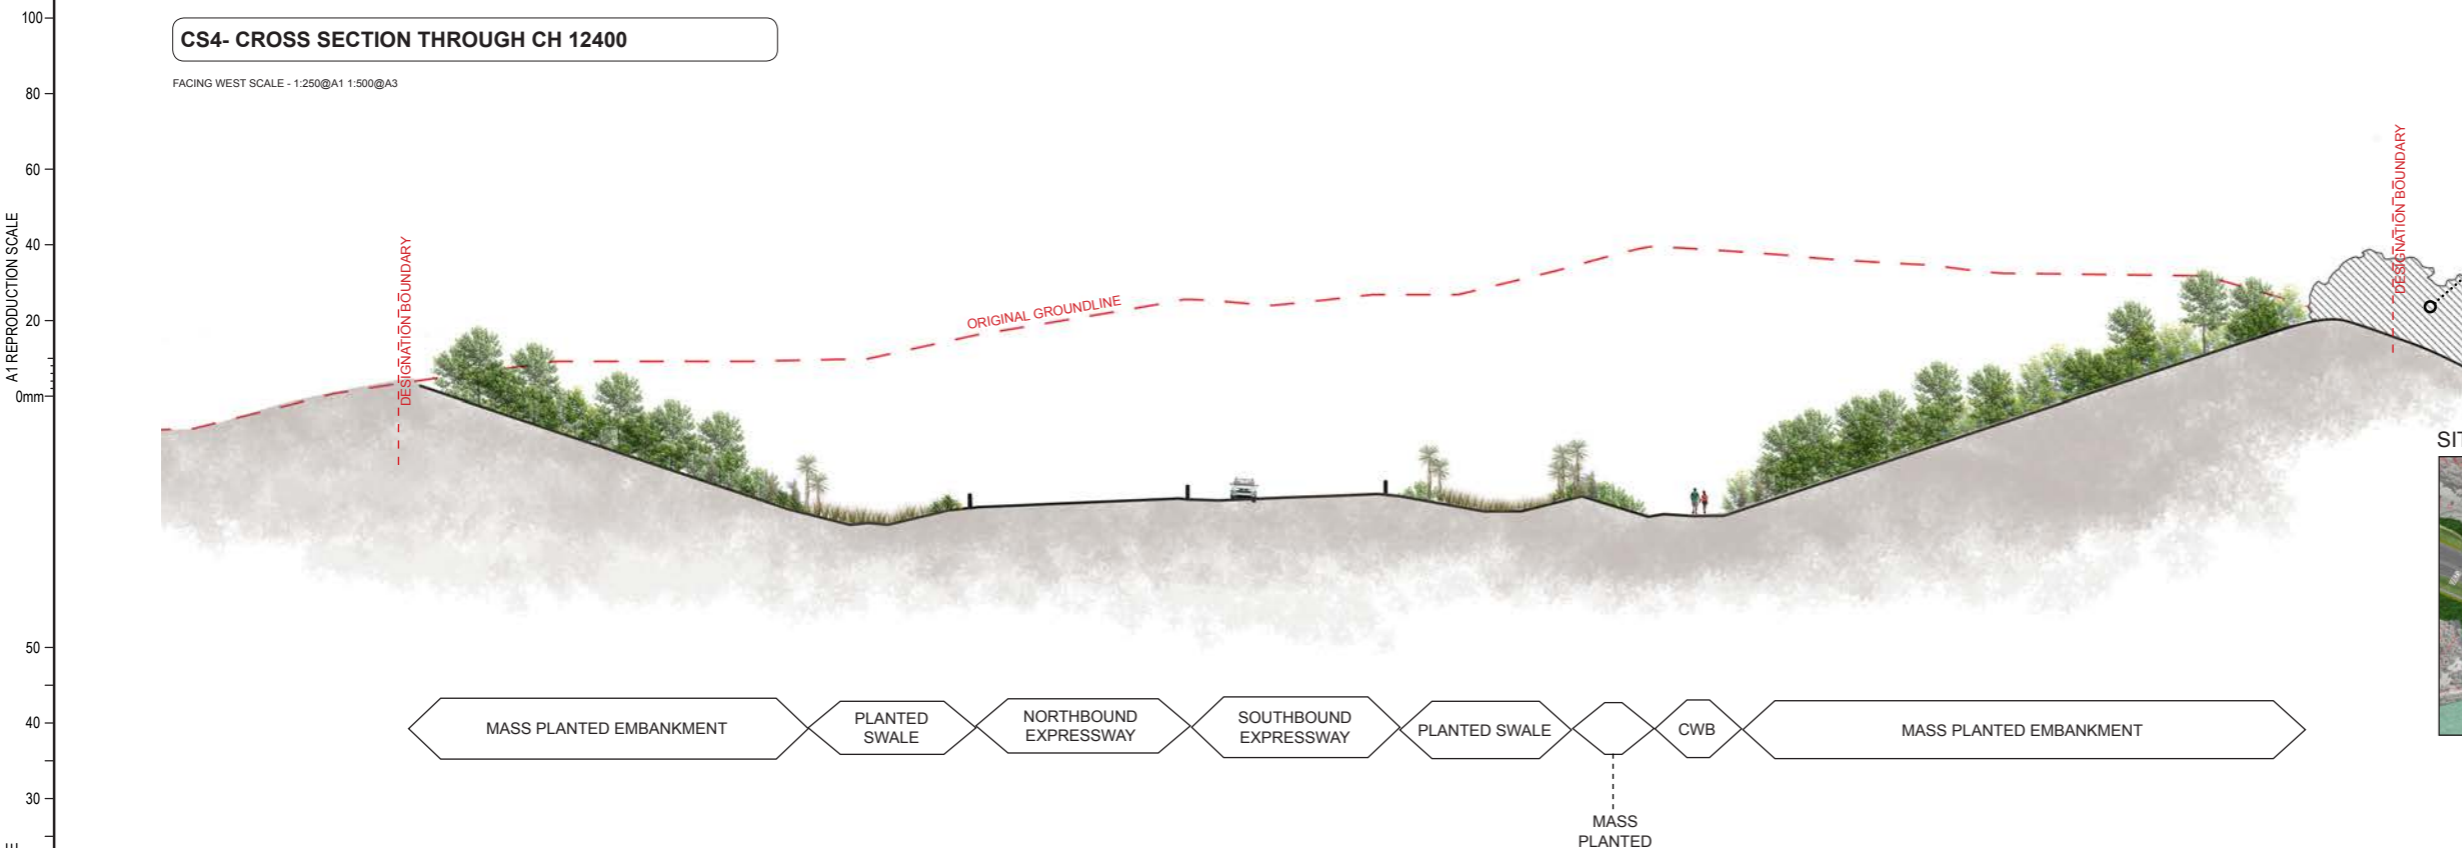 100
CS4- CROSS SECTION THROUGH CH 12400
FACING WEST SCALE - 1:250@A1 1:500@A3
80
60
40
20
0mm
A1 REPRODUCTION SCALE
DESIGNATION BOUNDARY
ORIGINAL GROUNDLINE
DESIGNATION BOUNDARY
SIT
50
40
30
E
MASS PLANTED EMBANKMENT
PLANTED
SWALE
NORTHBOUND
EXPRESSWAY
SOUTHBOUND
EXPRESSWAY
PLANTED SWALE
CWB
MASS PLANTED EMBANKMENT
MASS
PLANTED